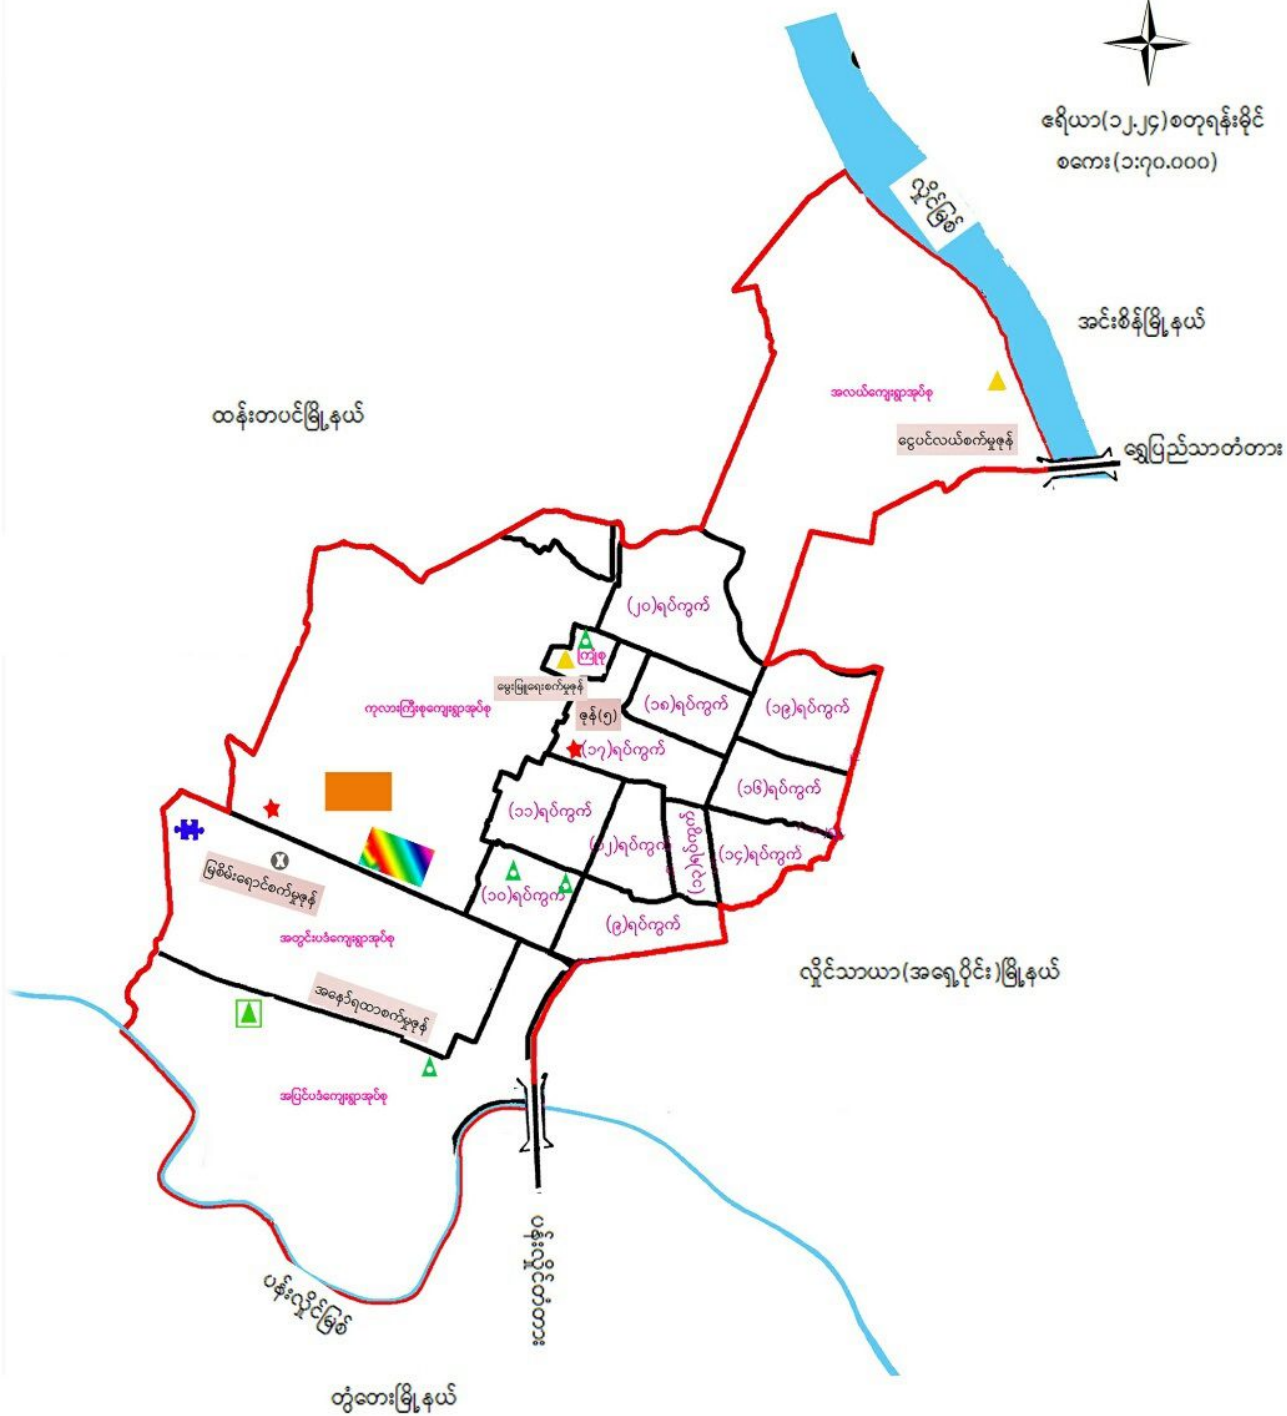 ဧရိယာ(၁၂.၂၄)စတုရန်းမိုင်
စကေး(၁:၇၀.၀၀၀)
လှိုင်မြစ်
အင်းစိန်မြို့နယ်
အလယ်ကျေးရွာအုပ်စု
ထန်းတပင်မြို့နယ်
ငွေပင်လယ်စက်မှုဇုန်
ရွှေပြည်သာတံတား
(၂၀)ရပ်ကွက်
ကြံစု
မွေးမြူရေးစက်မှုဇုန်
ကုလားကြီးစုကျေးရွာအုပ်စု
ဇုန်(၅)
(၁၈)ရပ်ကွက်
(၁၉)ရပ်ကွက်
(၁၇)ရပ်ကွက်
(၁၆)ရပ်ကွက်
(၁၁)ရပ်ကွက်
(၁၂)ရပ်ကွက်
(၁၃)ရပ်ကွက်
(၁၄)ရပ်ကွက်
မြစိမ်းရောင်စက်မှုဇုန်
(၁၀)ရပ်ကွက်
(၉)ရပ်ကွက်
အတွင်းပဒံကျေးရွာအုပ်စု
လှိုင်သာယာ(အရှေ့ပိုင်း)မြို့နယ်
အနော်ရထာစက်မှုဇုန်
အပြင်ပဒံကျေးရွာအုပ်စု
ပန်းလှိုင်တံတား
ပန်းလှိုင်မြစ်
တွံတေးမြို့နယ်